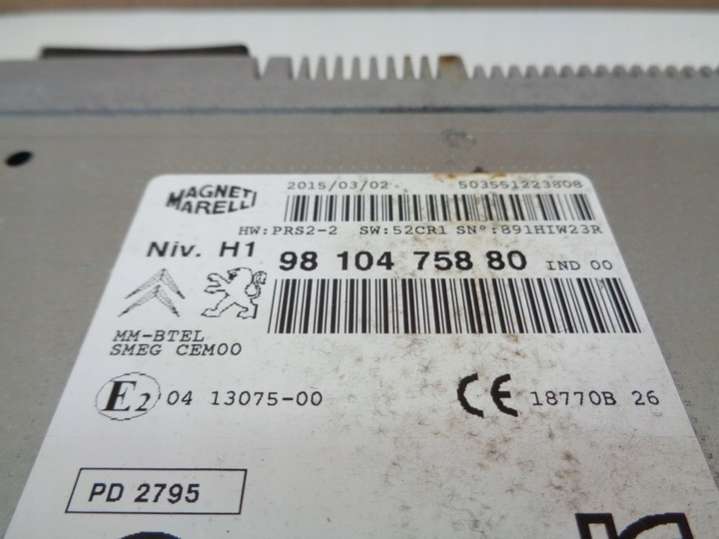 MAGNETI MARELLI
2015/03/02 503551223808
HW:PRS2-2 SW:52CR1 SN°:891HIW23R
Niv. H1 98 104 758 80 IND 00
MM-BTEL
SMEG CEM00
E2 04 13075-00 CE 18770B 26
PD 2795